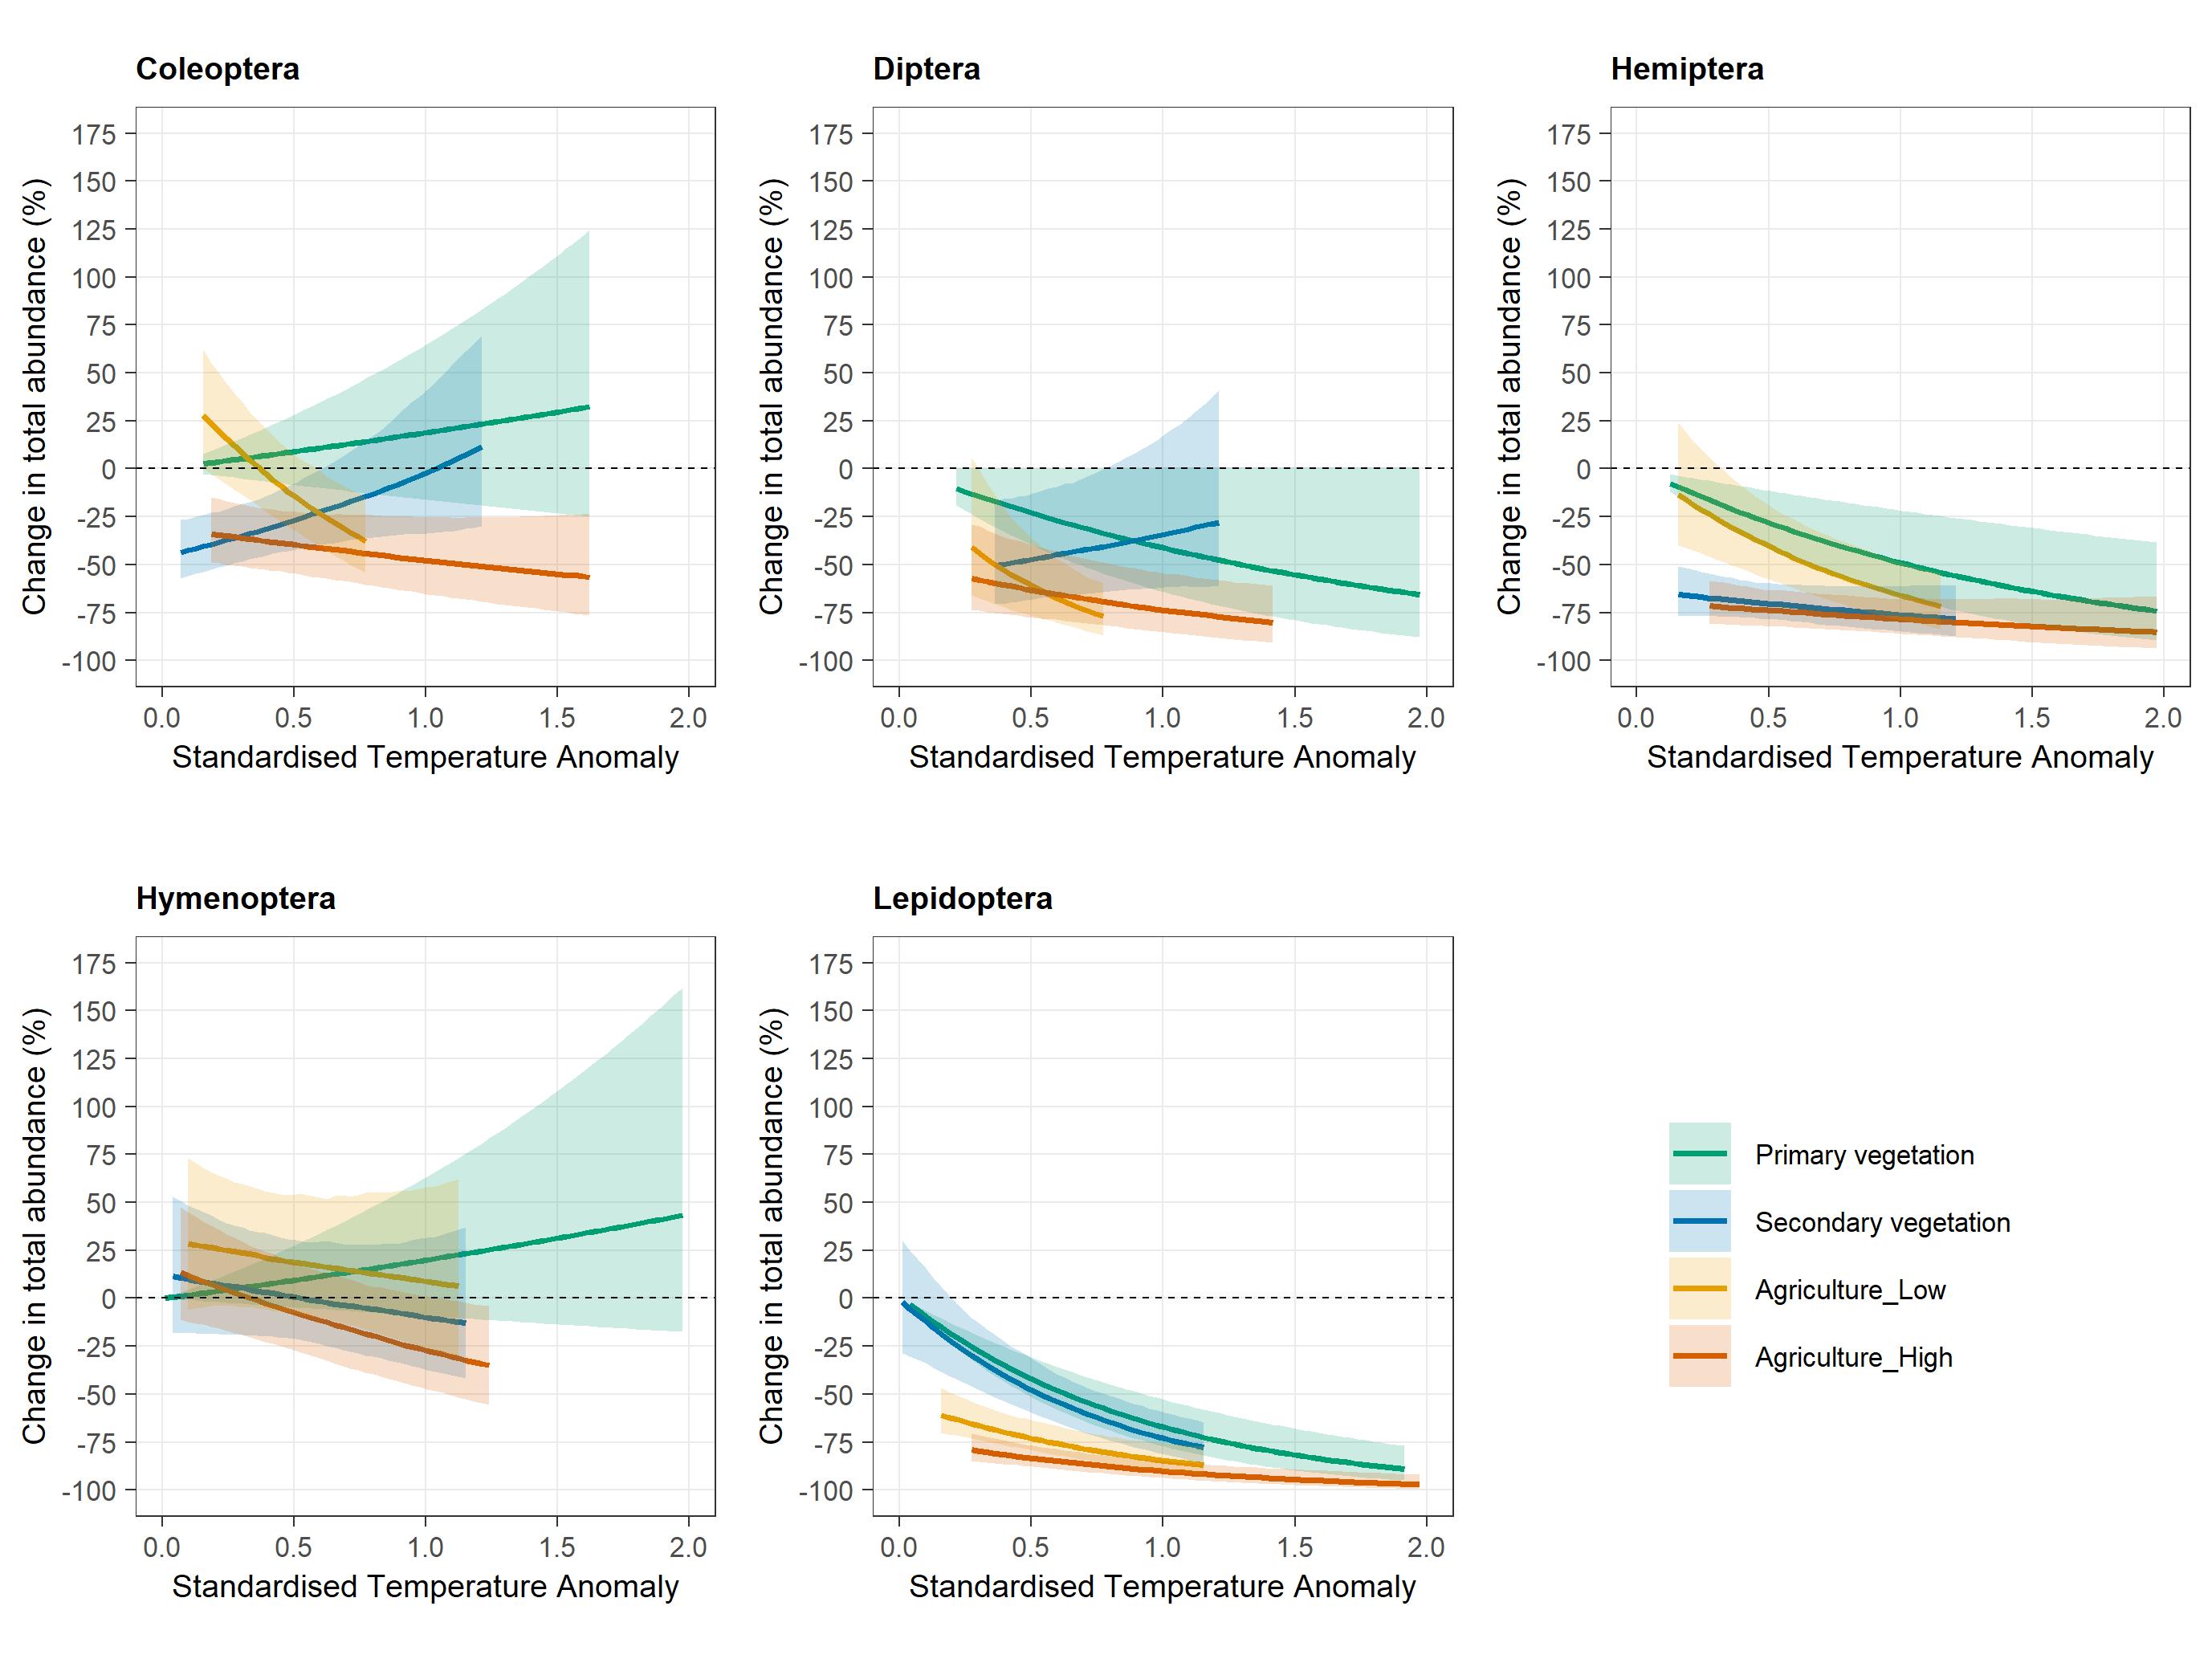 Coleoptera
Change in total abundance (%)
175
150
125
100
75
50
25
0
-25
-50
-75
-100
0.0 0.5 1.0 1.5 2.0
Standardised Temperature Anomaly
Diptera
Change in total abundance (%)
175
150
125
100
75
50
25
0
-25
-50
-75
-100
0.0 0.5 1.0 1.5 2.0
Standardised Temperature Anomaly
Hemiptera
Change in total abundance (%)
175
150
125
100
75
50
25
0
-25
-50
-75
-100
0.0 0.5 1.0 1.5 2.0
Standardised Temperature Anomaly
Hymenoptera
Change in total abundance (%)
175
150
125
100
75
50
25
0
-25
-50
-75
-100
0.0 0.5 1.0 1.5 2.0
Standardised Temperature Anomaly
Lepidoptera
Change in total abundance (%)
175
150
125
100
75
50
25
0
-25
-50
-75
-100
0.0 0.5 1.0 1.5 2.0
Standardised Temperature Anomaly
Primary vegetation
Secondary vegetation
Agriculture_Low
Agriculture_High